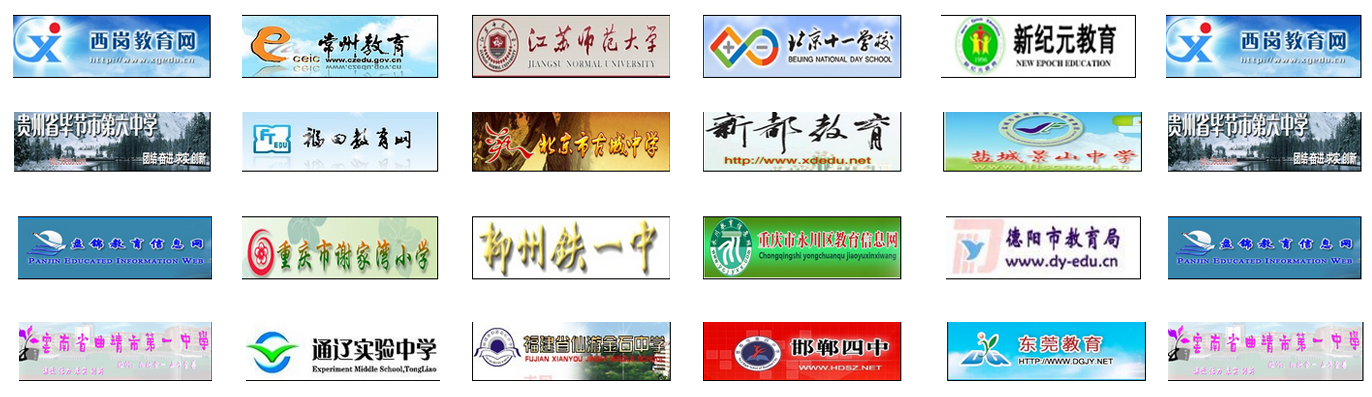 西岗教育网
http://www.xgedu.cn
常州教育
ceic www.czedu.gov.cn
江苏师范大学
JIANGSU NORMAL UNIVERSITY
北京十一学校
BEIJING NATIONAL DAY SCHOOL
1996
新纪元教育
NEW EPOCH EDUCATION
西岗教育网
http://www.xgedu.cn
贵州省毕节市第六中学
团结·奋进·求实·创新
FT
EDU
福田教育网
北京市古城中学
新都教育
http://www.xdedu.net
盐城景山中学
贵州省毕节市第六中学
团结·奋进·求实·创新
盘锦教育信息网
PANJIN EDUCATED INFORMATION WEB
重庆市谢家湾小学
柳州铁一中
重庆市永川区教育信息网
Chongqingshi yongchuanqu jiaoyuxinxiwang
德阳市教育局
www.dy-edu.cn
盘锦教育信息网
PANJIN EDUCATED INFORMATION WEB
雲南省曲靖市第一中学
通辽实验中学
Experiment Middle School,TongLiao
福建省仙游金石中学
FUJIAN XIANYOU
邯郸四中
WWW.HDSZ.NET
东莞教育
HTTP://WWW.DGJY.NET
雲南省曲靖市第一中学